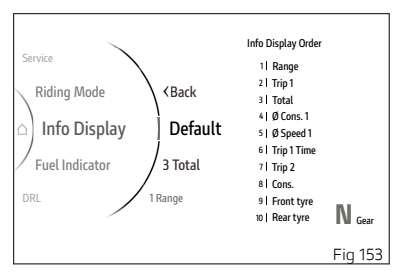 Service
Riding Mode
Info Display
Fuel Indicator
DRL
<Back
Default
3 Total
1 Range
Info Display Order
1| Range
2| Trip 1
3| Total
4| Ø Cons. 1
5| Ø Speed 1
6| Trip 1 Time
7| Trip 2
8| Cons.
9| Front tyre
10| Rear tyre
N Gear
Fig 153